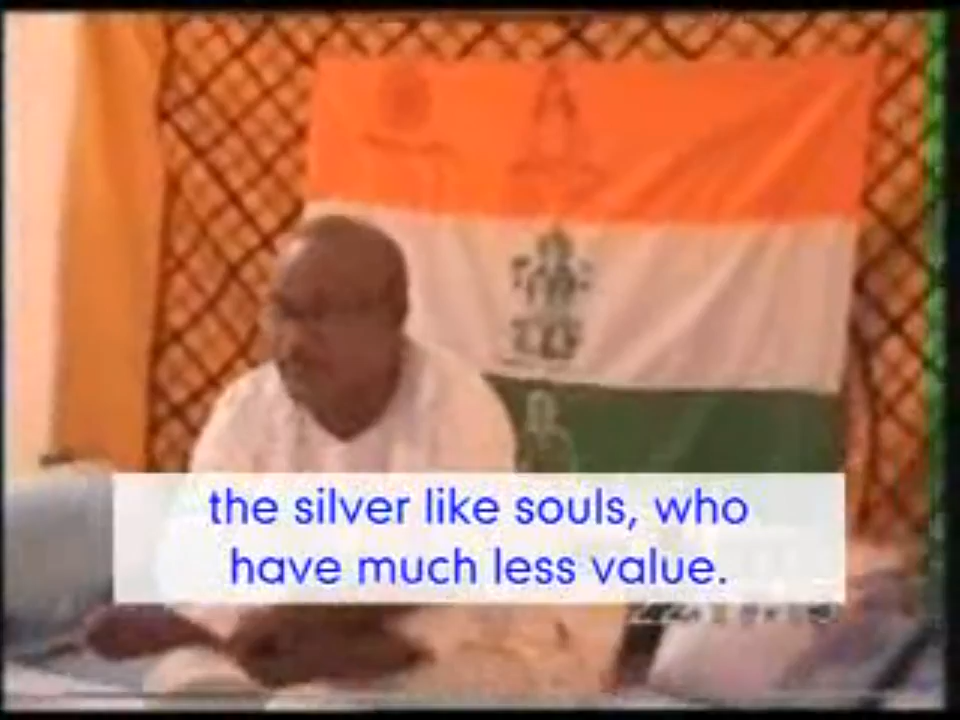 the silver like souls, who
have much less value.